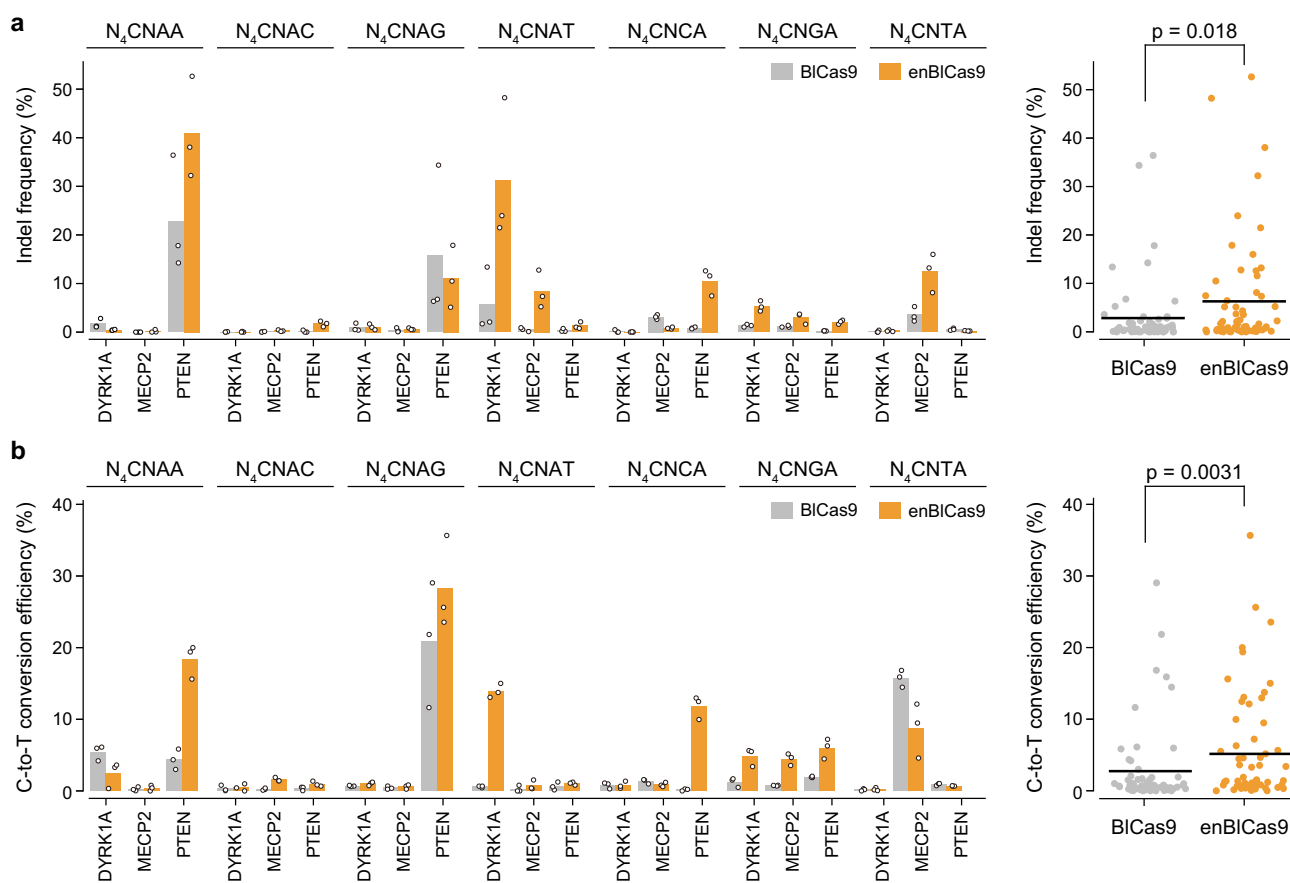 a
N₄CNAA N₄CNAC N₄CNAG N₄CNAT N₄CNCA N₄CNGA N₄CNTA
BlCas9 enBlCas9
Indel frequency (%)
50
40
30
20
10
0
DYRK1A MECP2 PTEN DYRK1A MECP2 PTEN DYRK1A MECP2 PTEN DYRK1A MECP2 PTEN DYRK1A MECP2 PTEN DYRK1A MECP2 PTEN DYRK1A MECP2 PTEN
p = 0.018
Indel frequency (%)
50
40
30
20
10
0
BlCas9 enBlCas9
b
N₄CNAA N₄CNAC N₄CNAG N₄CNAT N₄CNCA N₄CNGA N₄CNTA
BlCas9 enBlCas9
C-to-T conversion efficiency (%)
40
30
20
10
0
DYRK1A MECP2 PTEN DYRK1A MECP2 PTEN DYRK1A MECP2 PTEN DYRK1A MECP2 PTEN DYRK1A MECP2 PTEN DYRK1A MECP2 PTEN DYRK1A MECP2 PTEN
p = 0.0031
C-to-T conversion efficiency (%)
40
30
20
10
0
BlCas9 enBlCas9